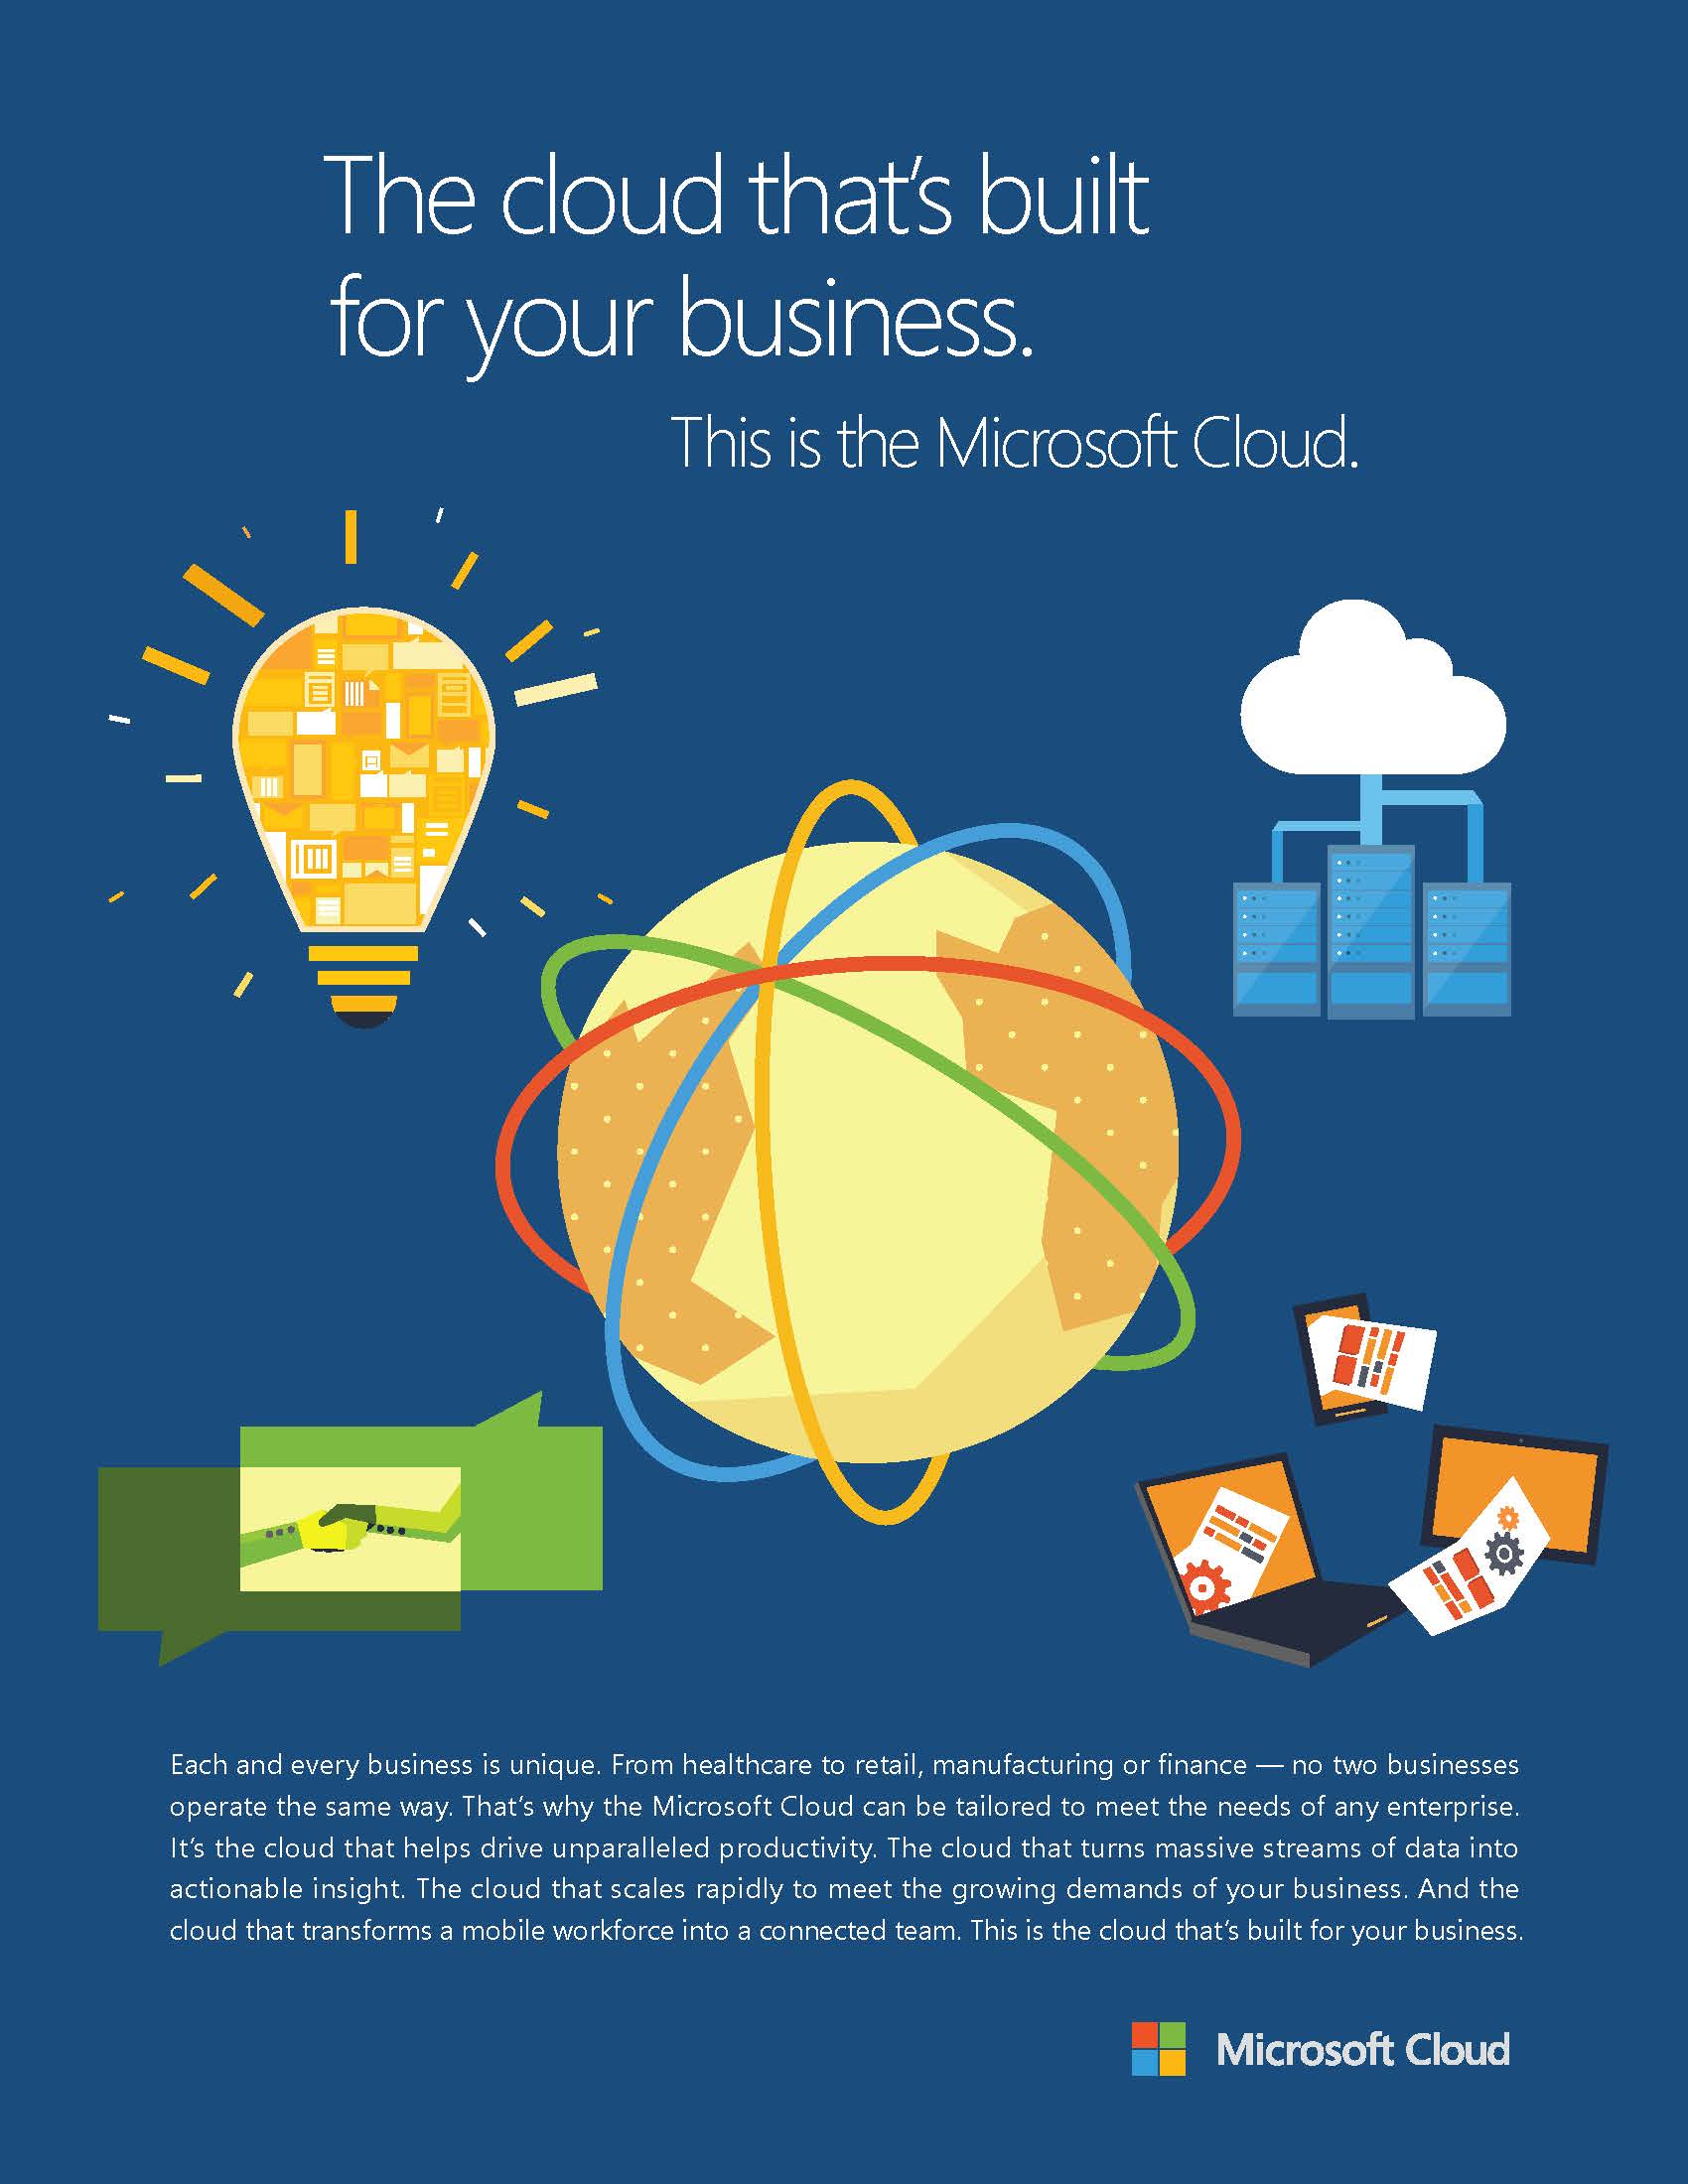 The cloud that’s built
for your business.
This is the Microsoft Cloud.
Each and every business is unique. From healthcare to retail, manufacturing or finance — no two businesses
operate the same way. That’s why the Microsoft Cloud can be tailored to meet the needs of any enterprise.
It’s the cloud that helps drive unparalleled productivity. The cloud that turns massive streams of data into
actionable insight. The cloud that scales rapidly to meet the growing demands of your business. And the
cloud that transforms a mobile workforce into a connected team. This is the cloud that’s built for your business.
Microsoft Cloud